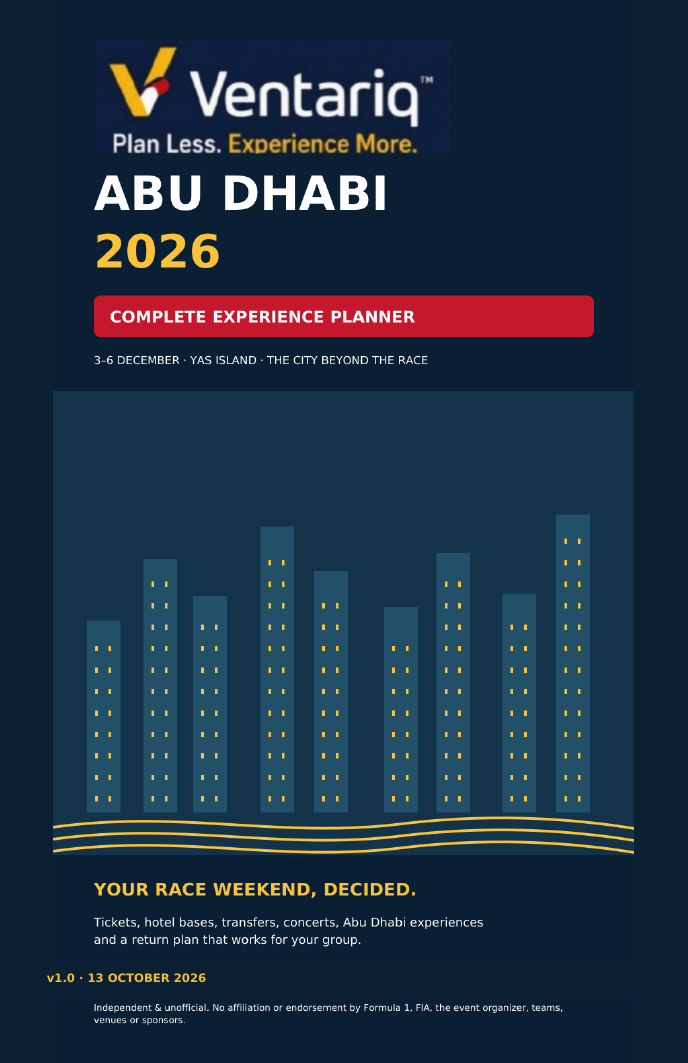 Ventariq™
Plan Less. Experience More.
ABU DHABI
2026
COMPLETE EXPERIENCE PLANNER
3–6 DECEMBER · YAS ISLAND · THE CITY BEYOND THE RACE
YOUR RACE WEEKEND, DECIDED.
Tickets, hotel bases, transfers, concerts, Abu Dhabi experiences
and a return plan that works for your group.
v1.0 · 13 OCTOBER 2026
Independent & unofficial. No affiliation or endorsement by Formula 1, FIA, the event organizer, teams,
venues or sponsors.